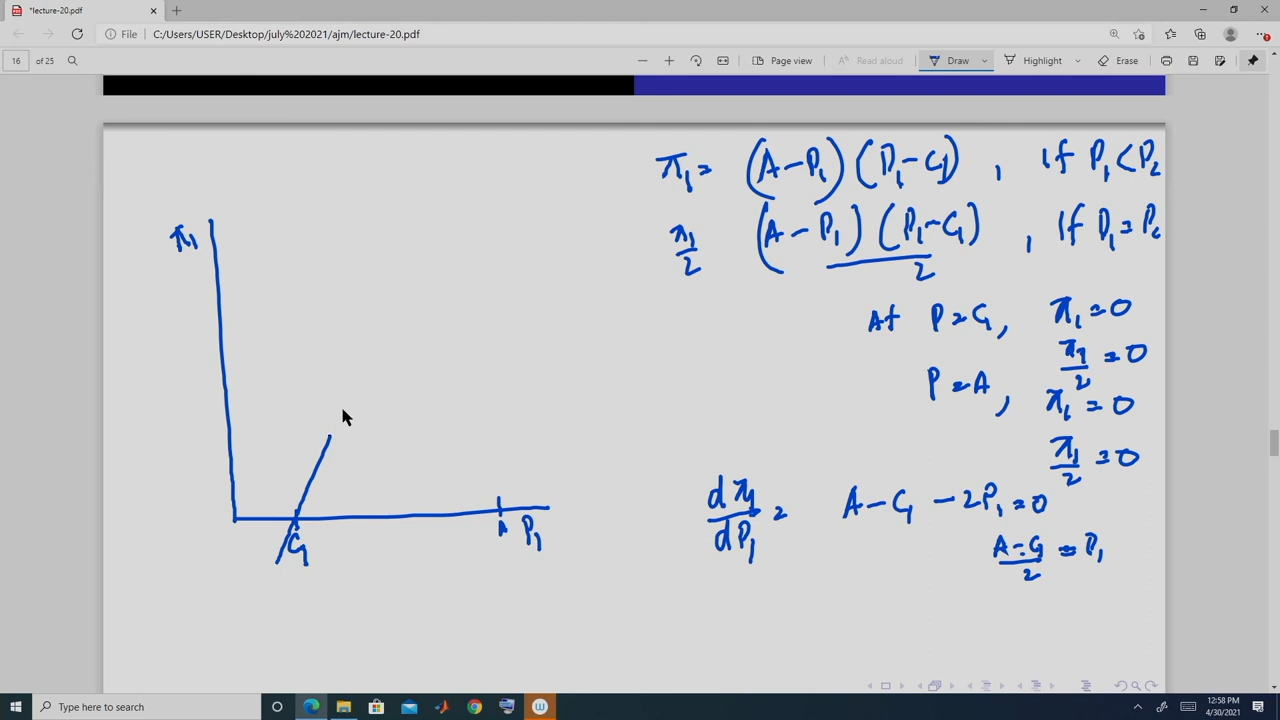 *lecture-20.pdf
File C:/Users/USER/Desktop/july%202021/ajm/lecture-20.pdf
16 of 25 Page view Read aloud Draw Highlight Erase Share
π₁ = (A - P₁) (P₁ - C₁) , if P₁ < P₂
π₁/2 (A - P₁) (P₁ - C₁)/2 , if P₁ = P₂
At P = C₁, π₁ = 0
π₁/2 = 0
P = A, π₁ = 0
π₁/2 = 0
dπ₁/dP₁ = A - C₁ - 2P₁ = 0
(A - C₁)/2 = P₁
π₁
C₁ A P₁
Type here to search
12:58 PM
4/30/2021